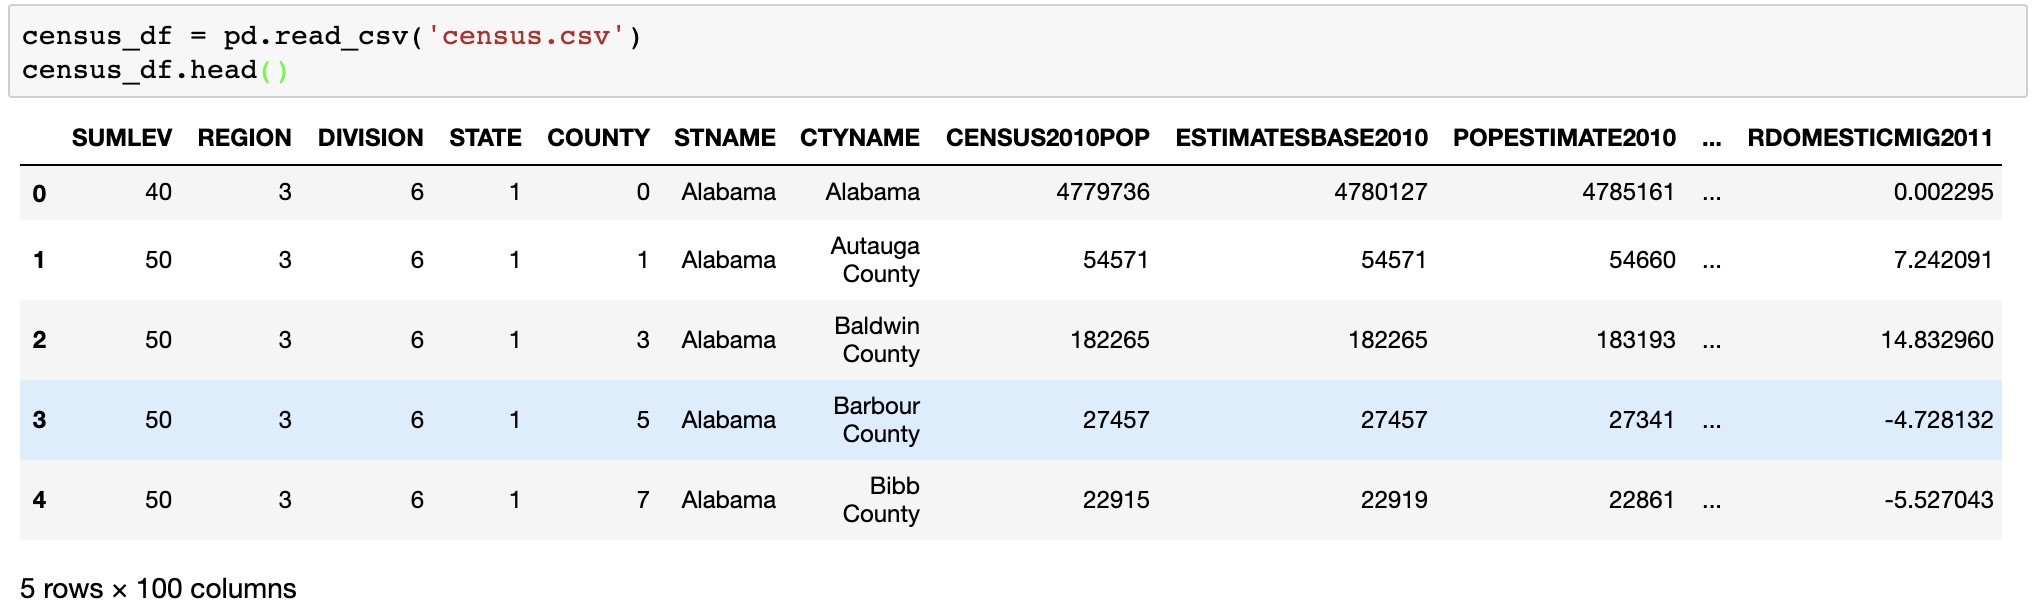 census_df = pd.read_csv('census.csv')
census_df.head()
SUMLEV REGION DIVISION STATE COUNTY STNAME CTYNAME CENSUS2010POP ESTIMATESBASE2010 POPESTIMATE2010 ... RDOMESTICMIG2011
0 40 3 6 1 0 Alabama Alabama 4779736 4780127 4785161 ... 0.002295
1 50 3 6 1 1 Alabama Autauga County 54571 54571 54660 ... 7.242091
2 50 3 6 1 3 Alabama Baldwin County 182265 182265 183193 ... 14.832960
3 50 3 6 1 5 Alabama Barbour County 27457 27457 27341 ... -4.728132
4 50 3 6 1 7 Alabama Bibb County 22915 22919 22861 ... -5.527043
5 rows × 100 columns